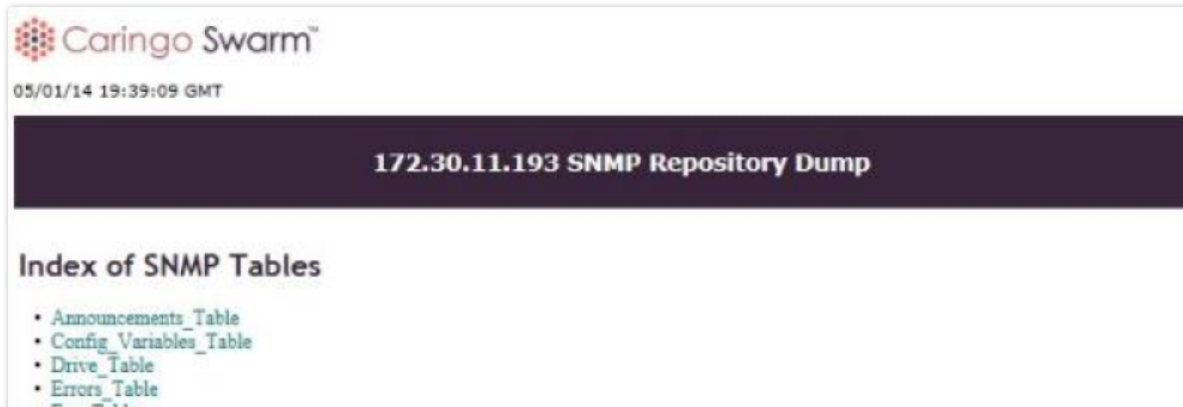 Caringo Swarm™
05/01/14 19:39:09 GMT
172.30.11.193 SNMP Repository Dump
Index of SNMP Tables
• Announcements_Table
• Config_Variables_Table
• Drive_Table
• Errors_Table